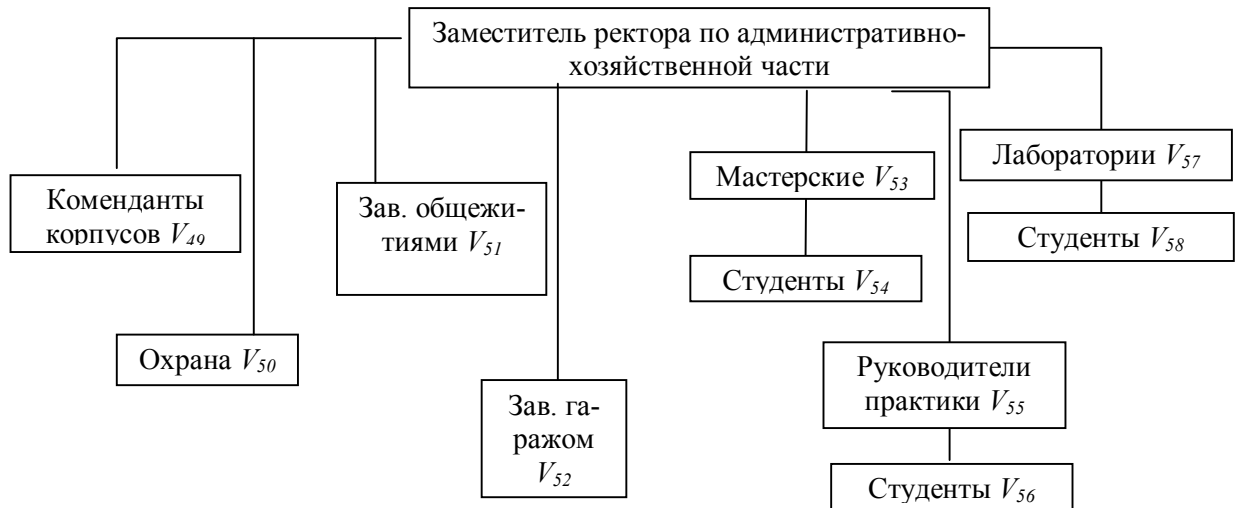 Заместитель ректора по административно-
хозяйственной части
Коменданты
корпусов V49
Зав. общежи-
тиями V51
Мастерские V53
Лаборатории V57
Студенты V58
Студенты V54
Охрана V50
Зав. га-
ражом
V52
Руководители
практики V55
Студенты V56